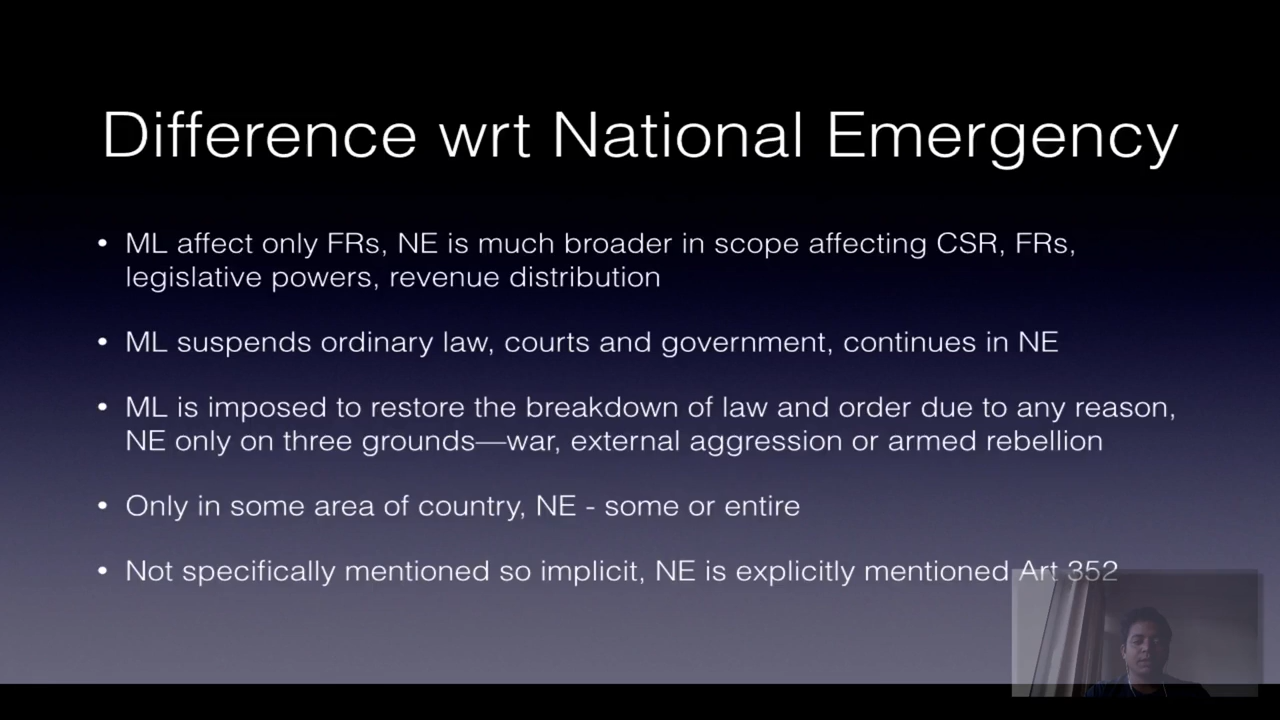 Difference wrt National Emergency
• ML affect only FRs, NE is much broader in scope affecting CSR, FRs,
legislative powers, revenue distribution
• ML suspends ordinary law, courts and government, continues in NE
• ML is imposed to restore the breakdown of law and order due to any reason,
NE only on three grounds—war, external aggression or armed rebellion
• Only in some area of country, NE - some or entire
• Not specifically mentioned so implicit, NE is explicitly mentioned Art 352